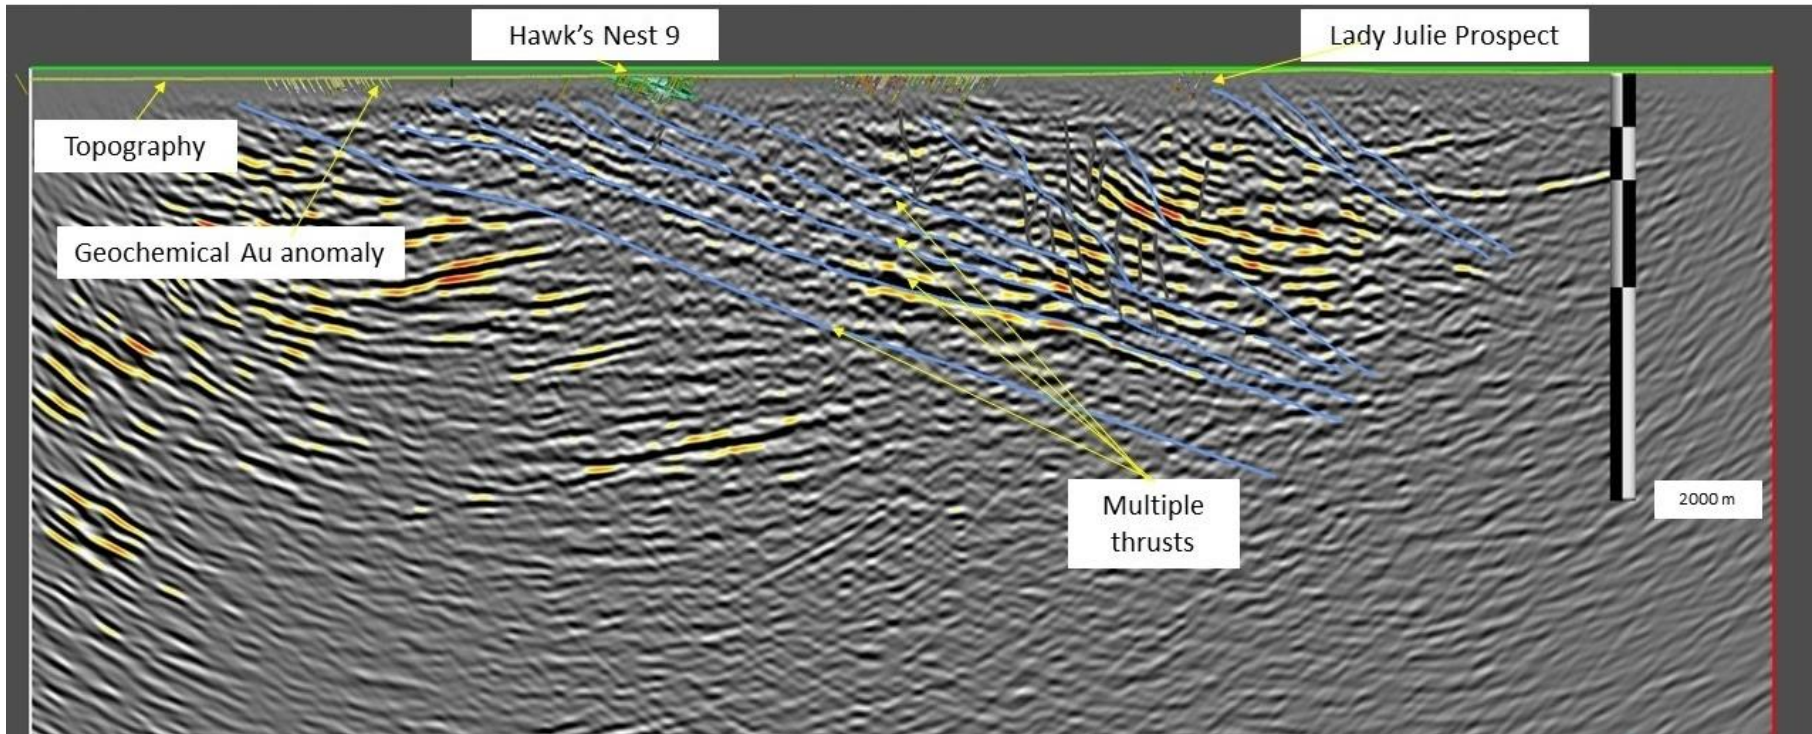 Hawk's Nest 9
Lady Julie Prospect
Topography
Geochemical Au anomaly
2000 m
Multiple
thrusts